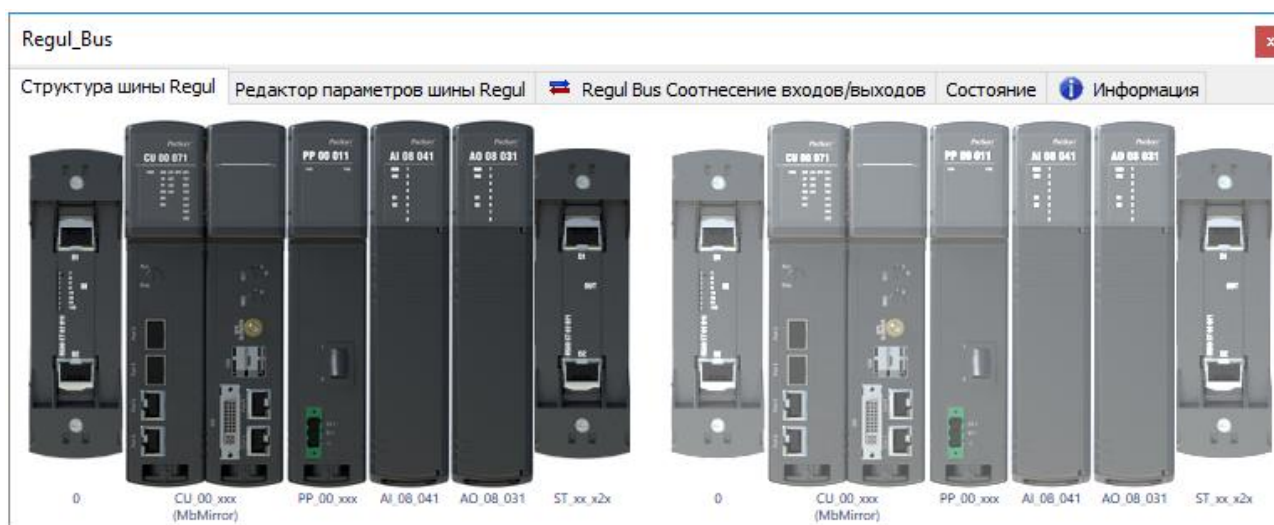 Regul_Bus
x
Структура шины Regul Редактор параметров шины Regul Regul Bus Соотнесение входов/выходов Состояние i Информация
CU 00 071 PP 00 011 AI 08 041 AO 08 031 CU 00 071 PP 00 011 AI 08 041 AO 08 031
OUT OUT
0 CU_00_xxx PP_00_xxx AI_08_041 AO_08_031 ST_xx_x2x 0 CU_00_xxx PP_00_xxx AI_08_041 AO_08_031 ST_xx_x2x
(MbMirror) (MbMirror)